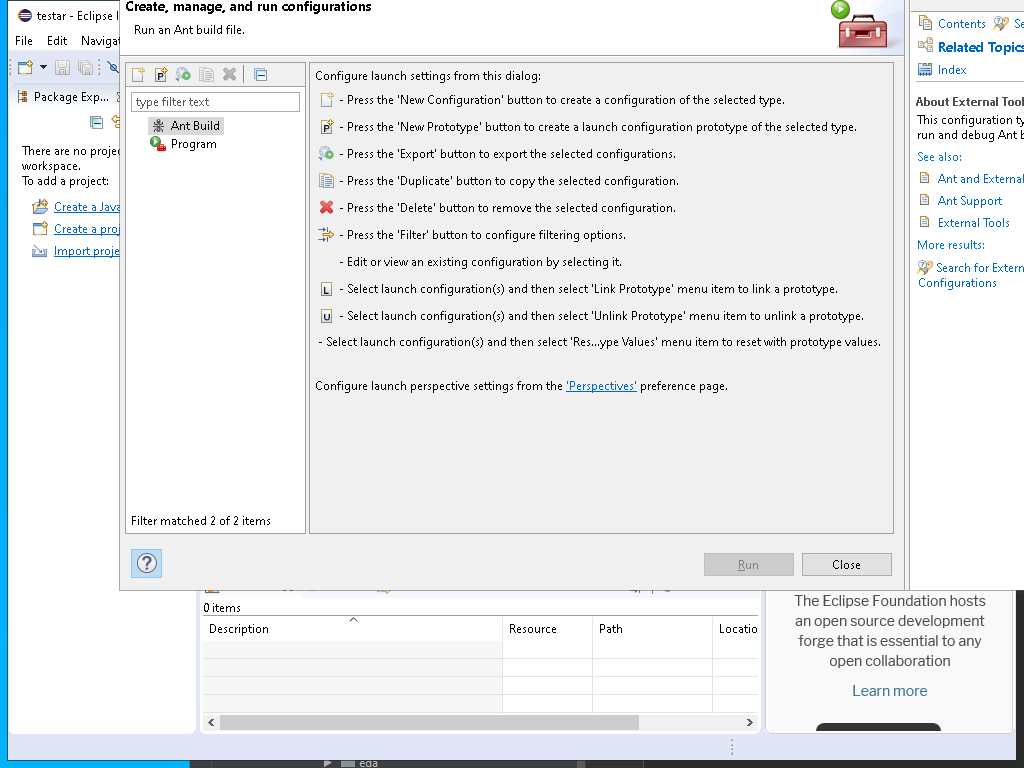 testar - Eclipse I
File Edit Navigat
Package Exp...
There are no projec
workspace.
To add a project:
Create a Java
Create a proj
Import proje
Create, manage, and run configurations
Run an Ant build file.
type filter text
Ant Build
Program
Filter matched 2 of 2 items
Configure launch settings from this dialog:
- Press the 'New Configuration' button to create a configuration of the selected type.
P - Press the 'New Prototype' button to create a launch configuration prototype of the selected type.
- Press the 'Export' button to export the selected configurations.
- Press the 'Duplicate' button to copy the selected configuration.
- Press the 'Delete' button to remove the selected configuration.
- Press the 'Filter' button to configure filtering options.
- Edit or view an existing configuration by selecting it.
L - Select launch configuration(s) and then select 'Link Prototype' menu item to link a prototype.
U - Select launch configuration(s) and then select 'Unlink Prototype' menu item to unlink a prototype.
- Select launch configuration(s) and then select 'Res...ype Values' menu item to reset with prototype values.
Configure launch perspective settings from the 'Perspectives' preference page.
? Run Close
Contents Se
Related Topics
Index
About External Tool
This configuration ty
run and debug Ant b
See also:
Ant and External
Ant Support
External Tools
More results:
Search for Extern
Configurations
0 items
Description Resource Path Locatio
The Eclipse Foundation hosts
an open source development
forge that is essential to any
open collaboration
Learn more
eda